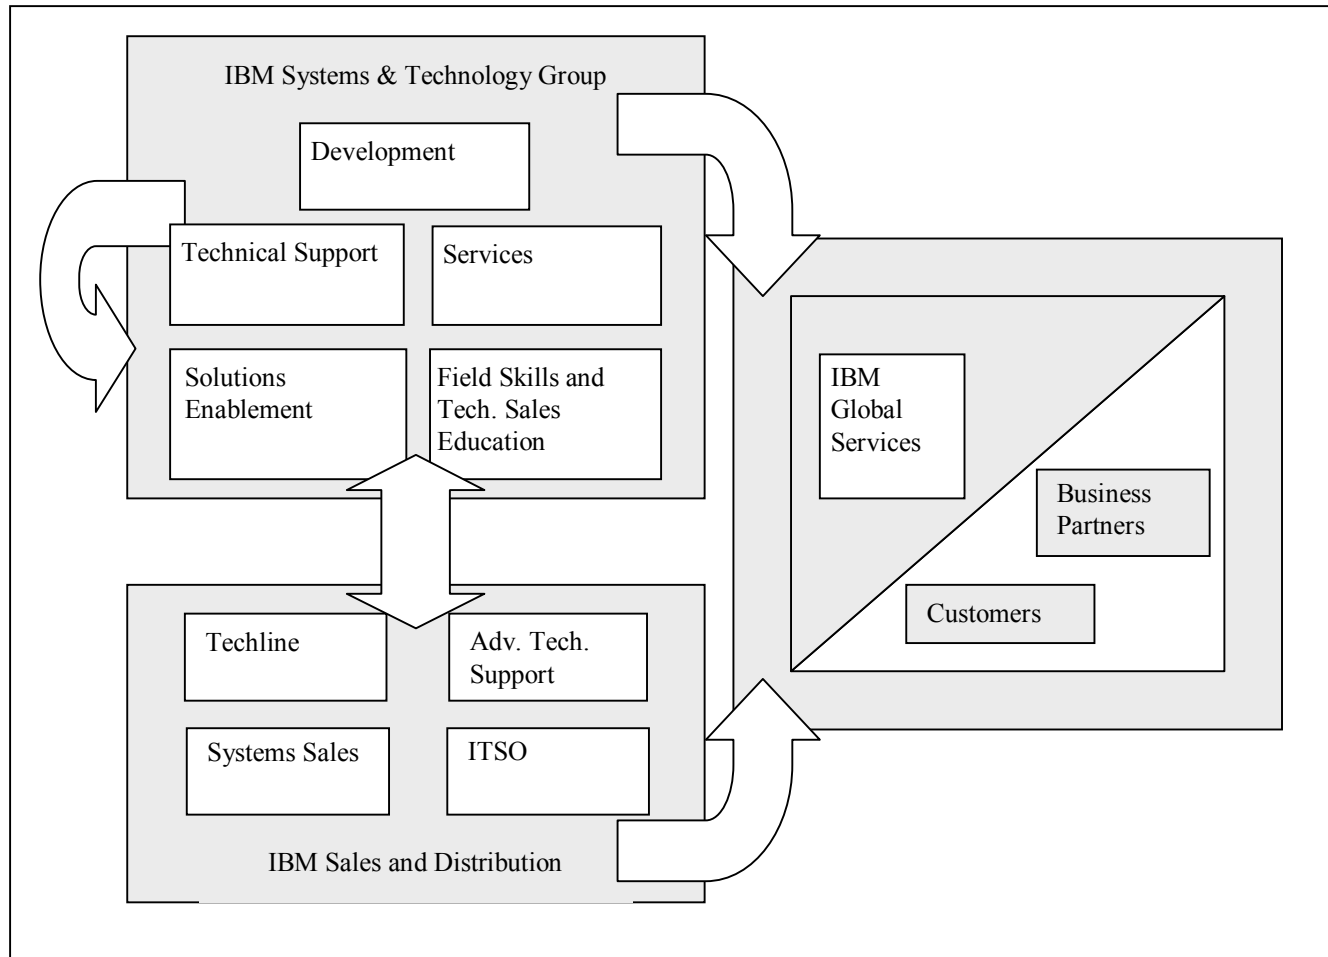 IBM Systems & Technology Group
Development
Technical Support
Services
Solutions
Enablement
Field Skills and
Tech. Sales
Education
IBM
Global
Services
Business
Partners
Customers
Techline
Adv. Tech.
Support
Systems Sales
ITSO
IBM Sales and Distribution